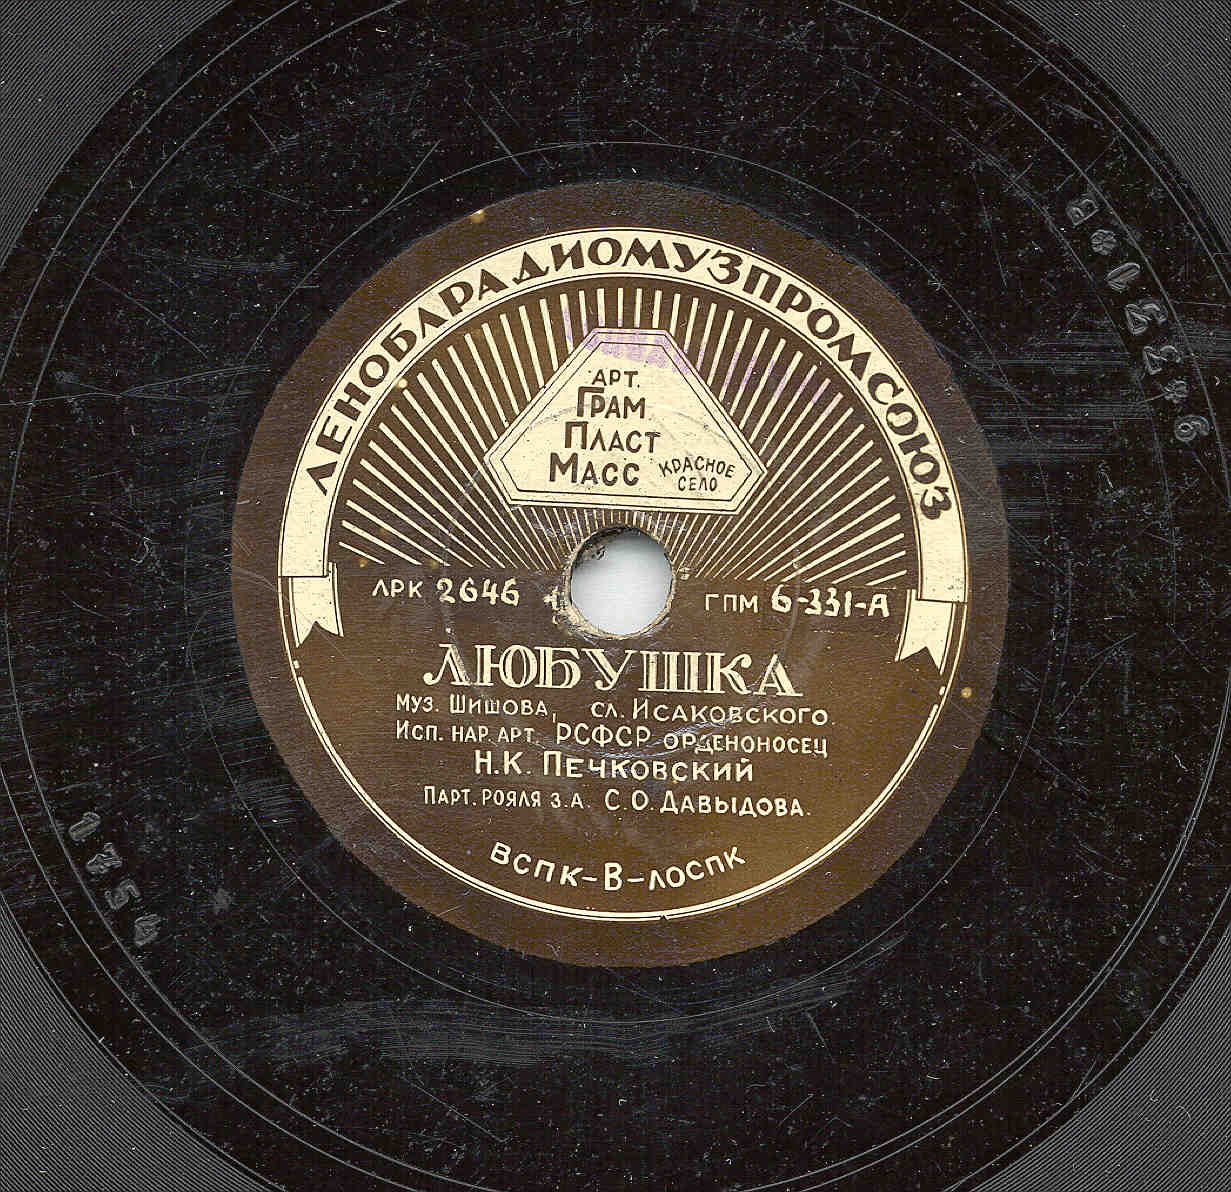 ЛЕНОБЛРАДИОМУЗПРОМСОЮЗ
АРТ.
ГРАМ
ПЛАСТ
МАСС
КРАСНОЕ
СЕЛО
ЛРК 2646
ГПМ 6-331-А
ЛЮБУШКА
МУЗ. ШИШОВА, СЛ. ИСАКОВСКОГО.
ИСП. НАР. АРТ. РСФСР ОРДЕНОНОСЕЦ
Н.К. ПЕЧКОВСКИЙ
ПАРТ. РОЯЛЯ З.А. С.О. ДАВЫДОВА.
ВСПК-В-ЛОСПК